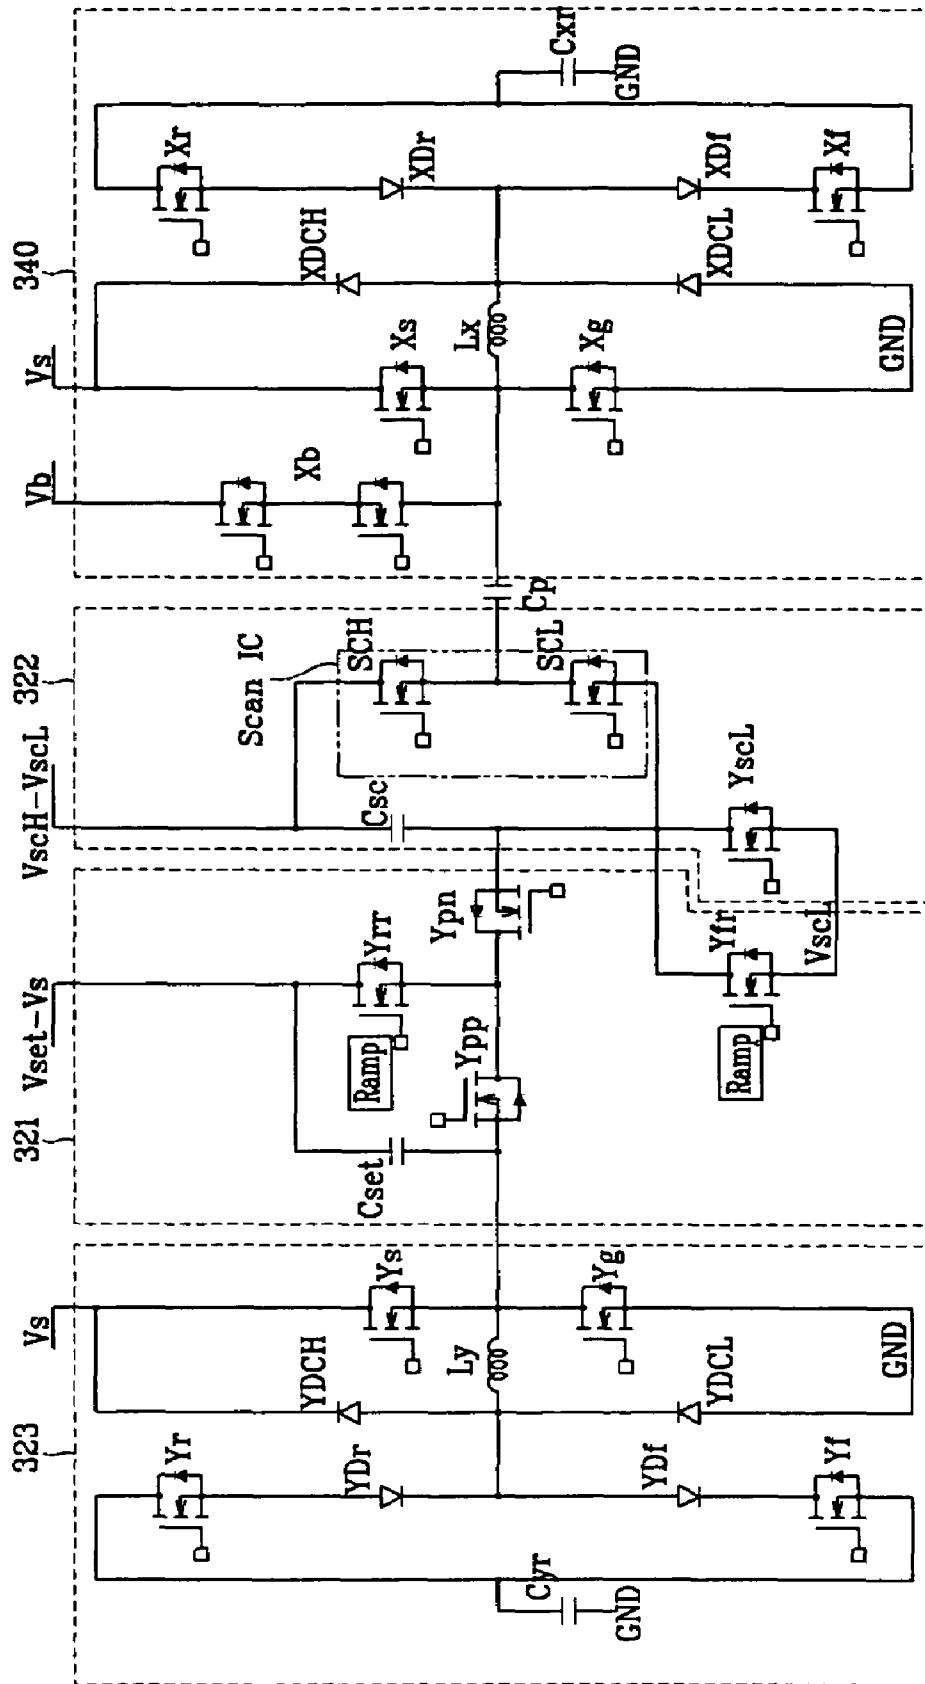 340
Vs
Vb
Xr
XDr
Cxr
GND
XDf
Xf
XDCH
XDCL
Xs
Lx
Xg
GND
Xb
322
VscH-VscL
Scan IC
SCH
SCL
Cp
Csc
YscL
321
Vset-Vs
Ypn
Yrr
Ramp
Ypp
Cset
Yfr
Ramp
VscL
323
Vs
Ys
Yg
Ly
YDCH
YDCL
GND
Yr
YDr
YDf
Yf
Cyr
GND